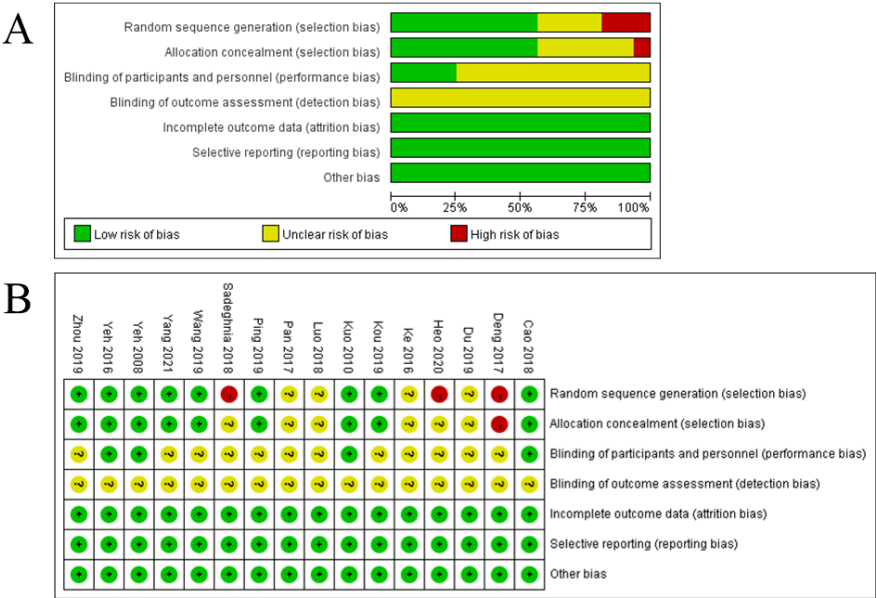 A
Random sequence generation (selection bias)
Allocation concealment (selection bias)
Blinding of participants and personnel (performance bias)
Blinding of outcome assessment (detection bias)
Incomplete outcome data (attrition bias)
Selective reporting (reporting bias)
Other bias
0% 25% 50% 75% 100%
Low risk of bias Unclear risk of bias High risk of bias
B
Zhou 2019 Yeh 2016 Yeh 2008 Yang 2021 Wang 2019 Sadeghnia 2018 Ping 2019 Pan 2017 Luo 2018 Kuo 2010 Kou 2019 Ke 2016 Heo 2020 Du 2019 Deng 2017 Cao 2018
+ + + + + - + ? ? + + ? - ? - + Random sequence generation (selection bias)
+ + + + + ? + ? ? + + ? ? ? - + Allocation concealment (selection bias)
? + + ? ? ? ? ? ? + ? ? ? ? ? + Blinding of participants and personnel (performance bias)
? ? ? ? ? ? ? ? ? ? ? ? ? ? ? ? Blinding of outcome assessment (detection bias)
+ + + + + + + + + + + + + + + + Incomplete outcome data (attrition bias)
+ + + + + + + + + + + + + + + + Selective reporting (reporting bias)
+ + + + + + + + + + + + + + + + Other bias